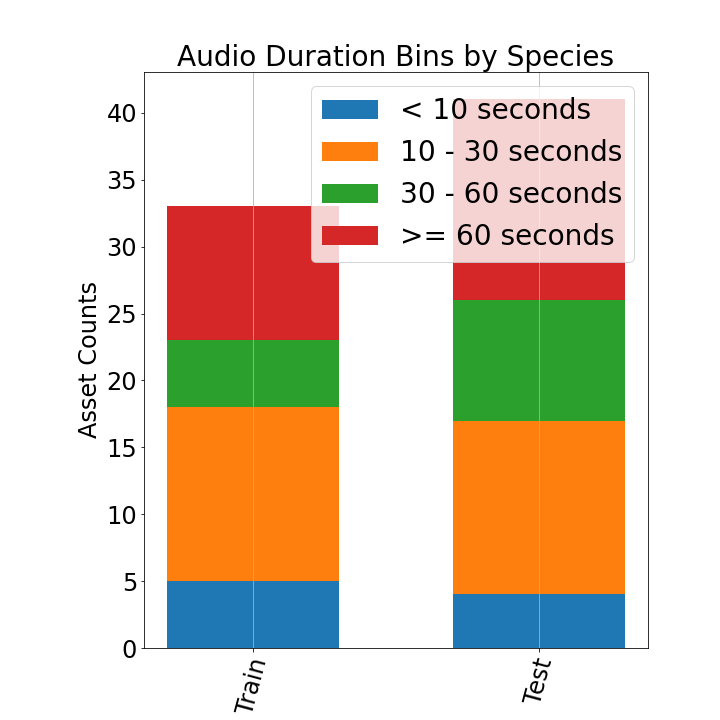 Audio Duration Bins by Species
< 10 seconds
10 - 30 seconds
30 - 60 seconds
>= 60 seconds
Asset Counts
40
35
30
25
20
15
10
5
0
Train
Test